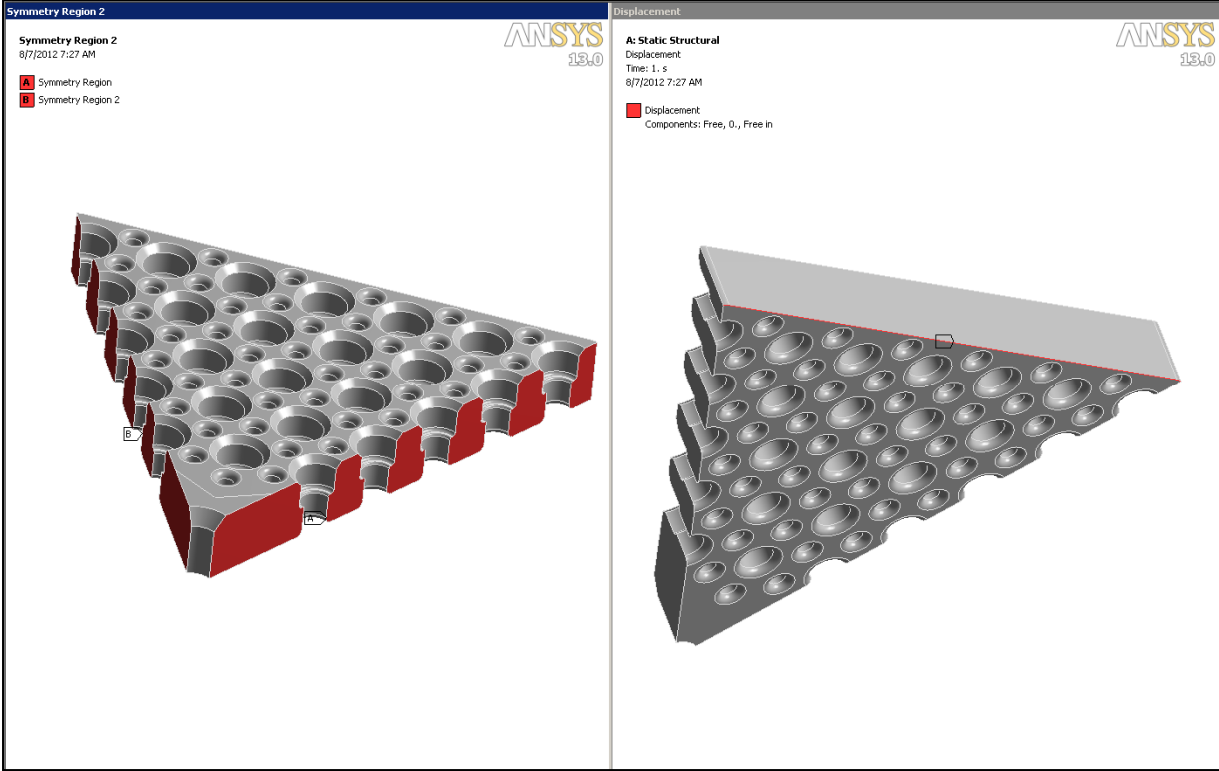 Symmetry Region 2
Symmetry Region 2
8/7/2012 7:27 AM
A Symmetry Region
B Symmetry Region 2
ANSYS
13.0
B
A
Displacement
A: Static Structural
Displacement
Time: 1. s
8/7/2012 7:27 AM
Displacement
Components: Free, 0., Free in
ANSYS
13.0